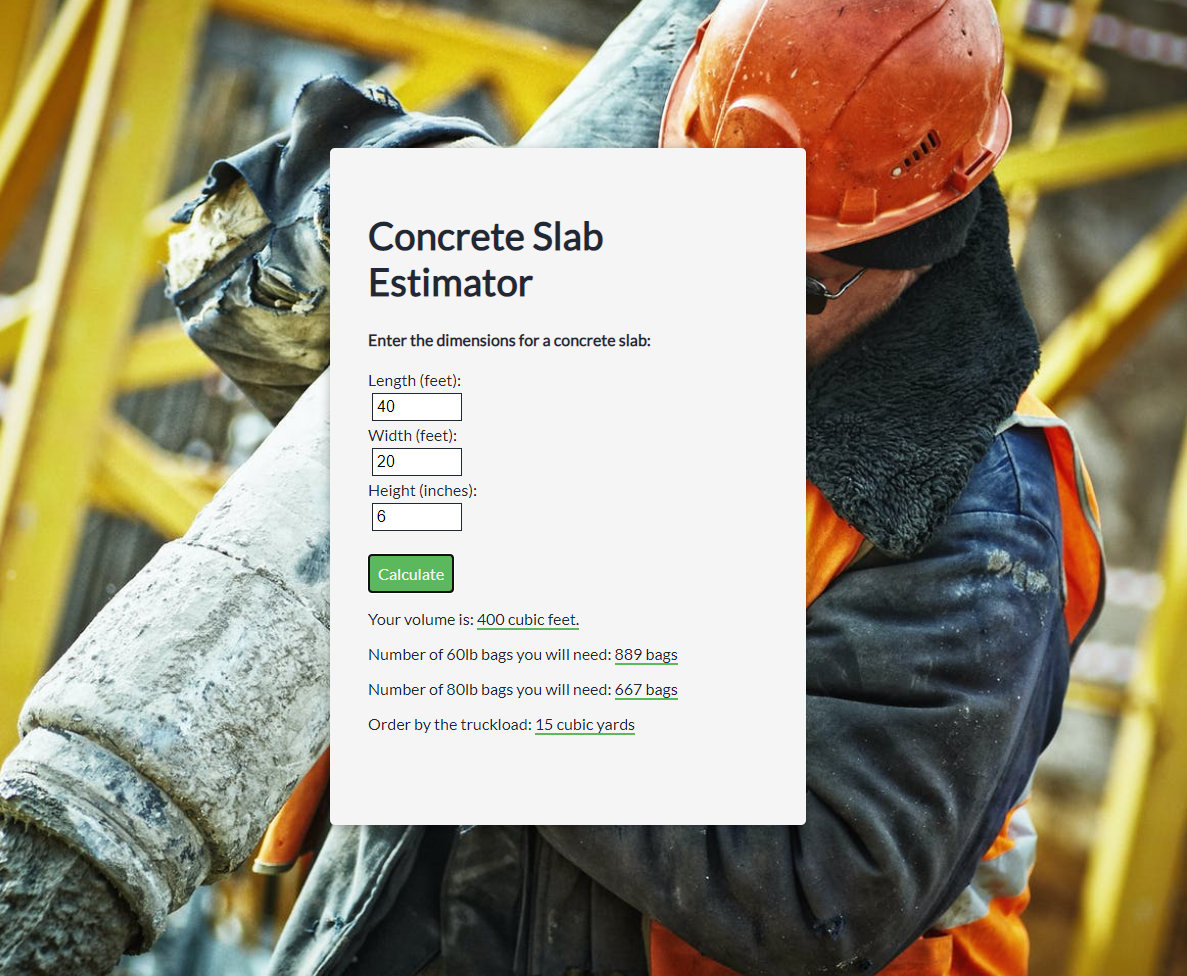 Concrete Slab
Estimator
Enter the dimensions for a concrete slab:
Length (feet):
40
Width (feet):
20
Height (inches):
6
Calculate
Your volume is: 400 cubic feet.
Number of 60lb bags you will need: 889 bags
Number of 80lb bags you will need: 667 bags
Order by the truckload: 15 cubic yards